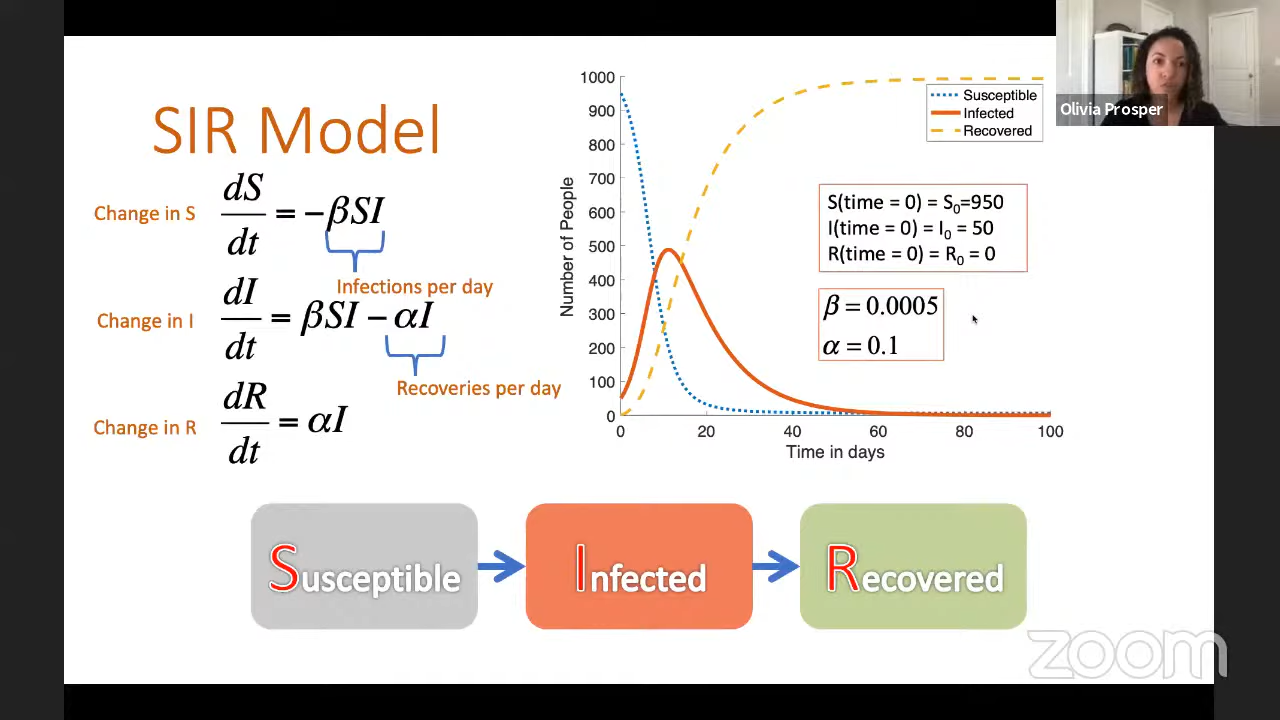 SIR Model
Change in S
dS/dt = −βSI
Infections per day
Change in I
dI/dt = βSI − αI
Recoveries per day
Change in R
dR/dt = αI
Number of People
1000
900
800
700
600
500
400
300
200
100
0
0 20 40 60 80 100
Time in days
Susceptible
Infected
Recovered
S(time = 0) = S₀=950
I(time = 0) = I₀ = 50
R(time = 0) = R₀ = 0
β = 0.0005
α = 0.1
Susceptible
Infected
Recovered
Olivia Prosper
zoom